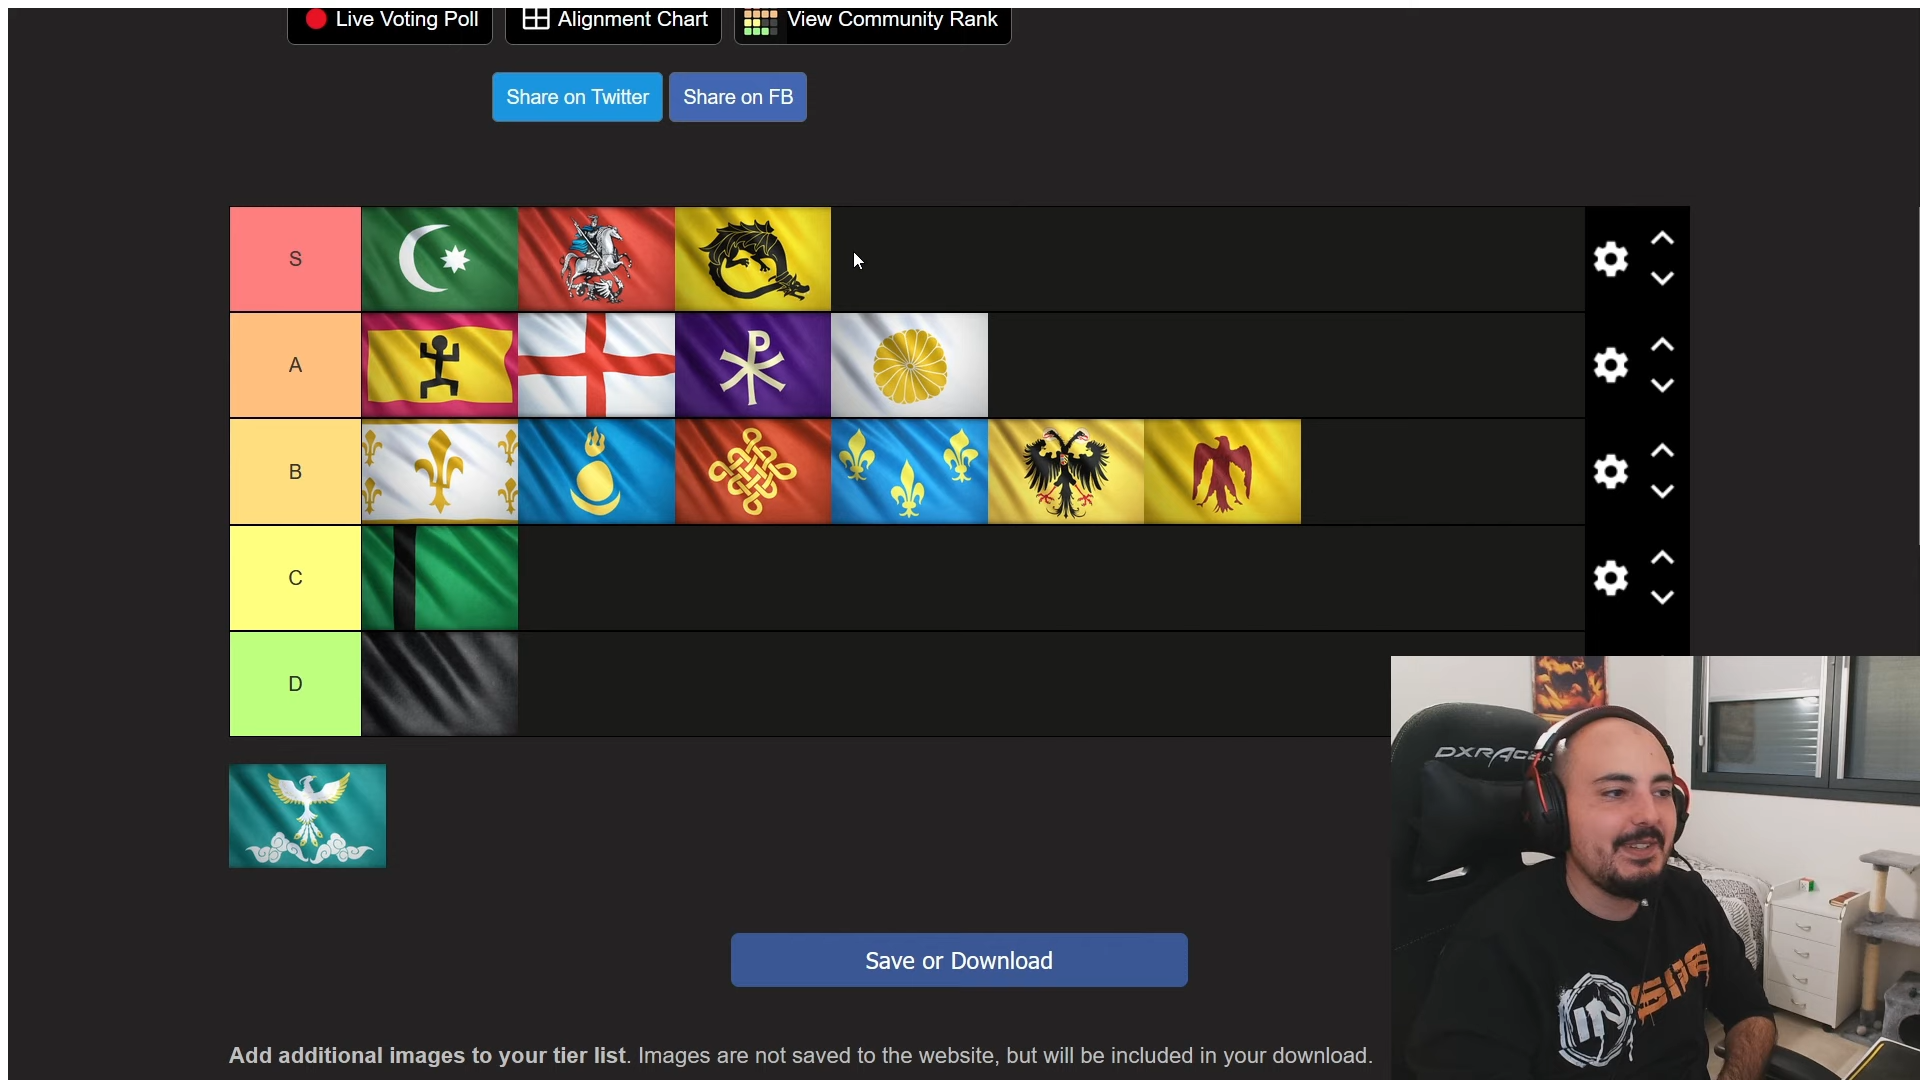 Live Voting Poll
Alignment Chart
View Community Rank
Share on Twitter
Share on FB
S
A
B
C
D
DXRACE
Save or Download
INSIDE
Add additional images to your tier list. Images are not saved to the website, but will be included in your download.